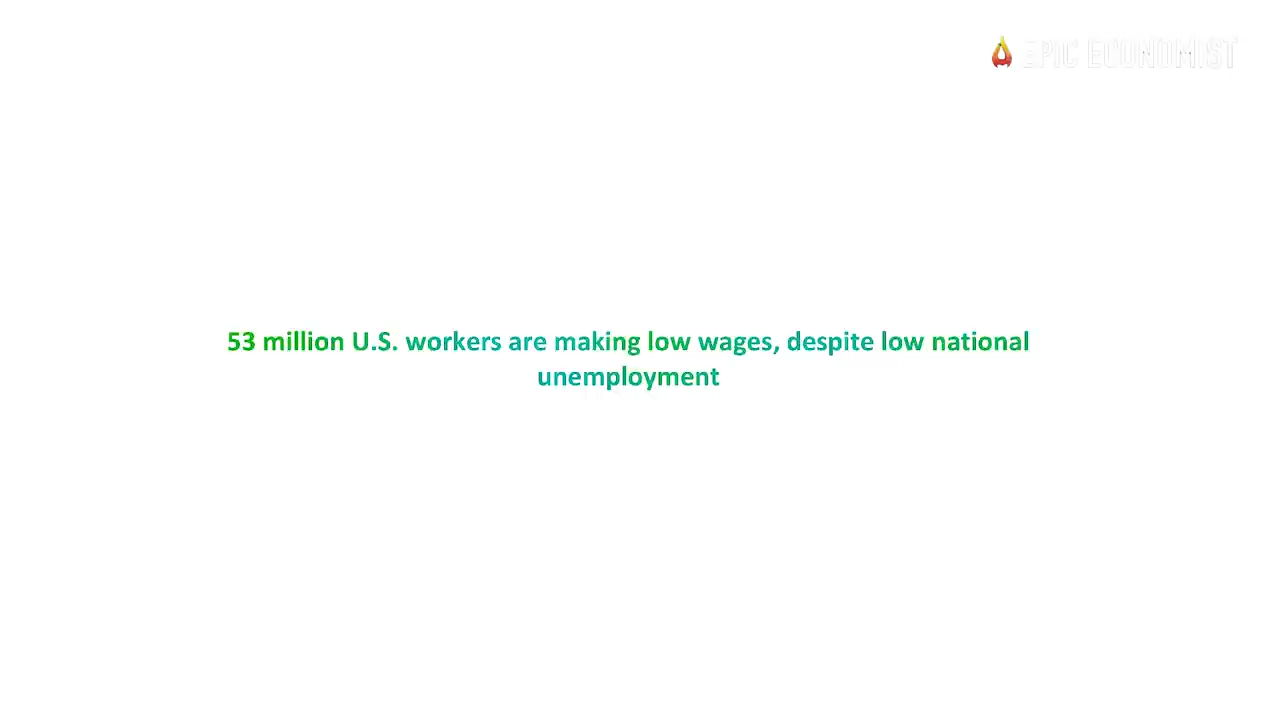 EPIC ECONOMIST
53 million U.S. workers are making low wages, despite low national
unemployment